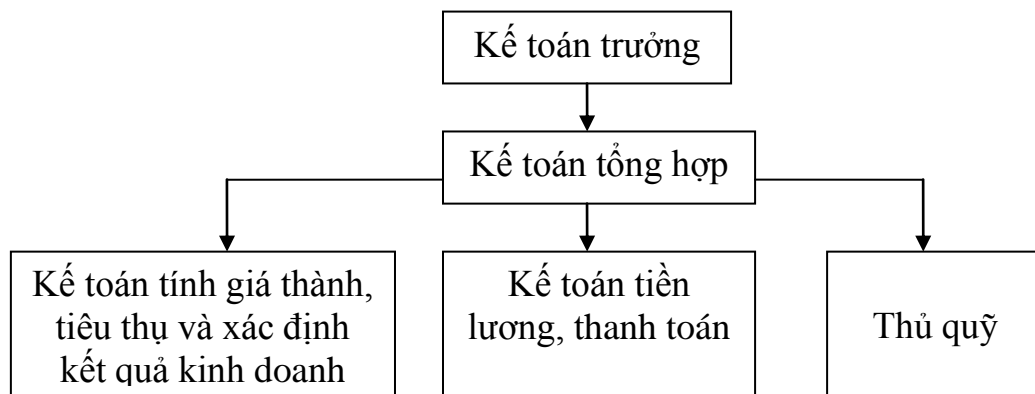 Kế toán trưởng
Kế toán tổng hợp
Kế toán tính giá thành,
tiêu thụ và xác định
kết quả kinh doanh
Kế toán tiền
lương, thanh toán
Thủ quỹ